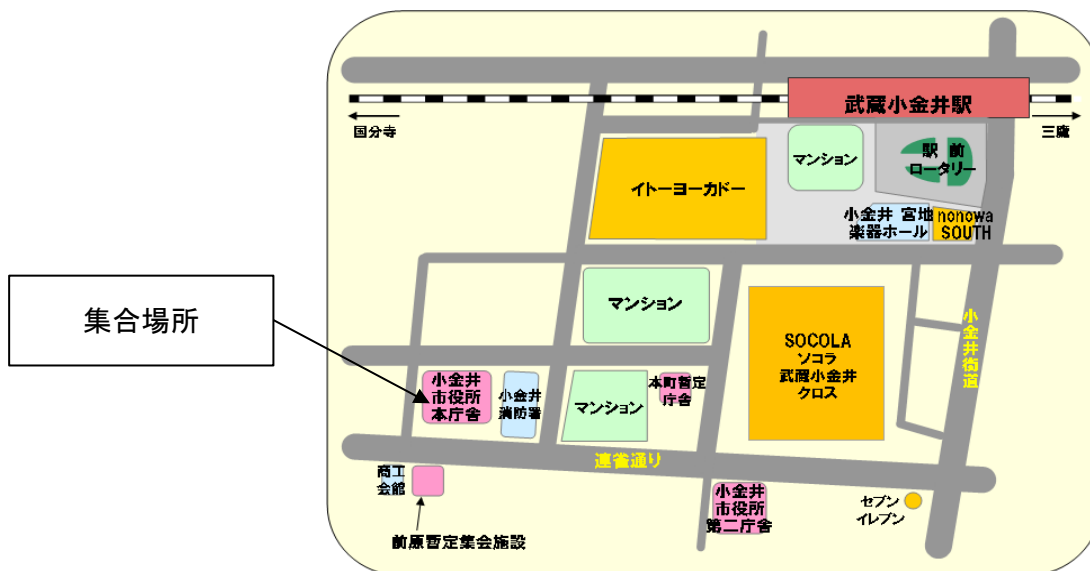 武蔵小金井駅
国分寺
三鷹
マンション
駅 前
ロータリー
イトーヨーカドー
小金井 宮地
楽器ホール
nonowa
SOUTH
集合場所
マンション
小金井街道
SOCOLA
ソコラ
武蔵小金井
クロス
小金井
市役所
本庁舎
小金井
消防署
マンション
本町暫定
庁舎
連雀通り
商工
会館
小金井
市役所
第二庁舎
セブン
イレブン
前原暫定集会施設